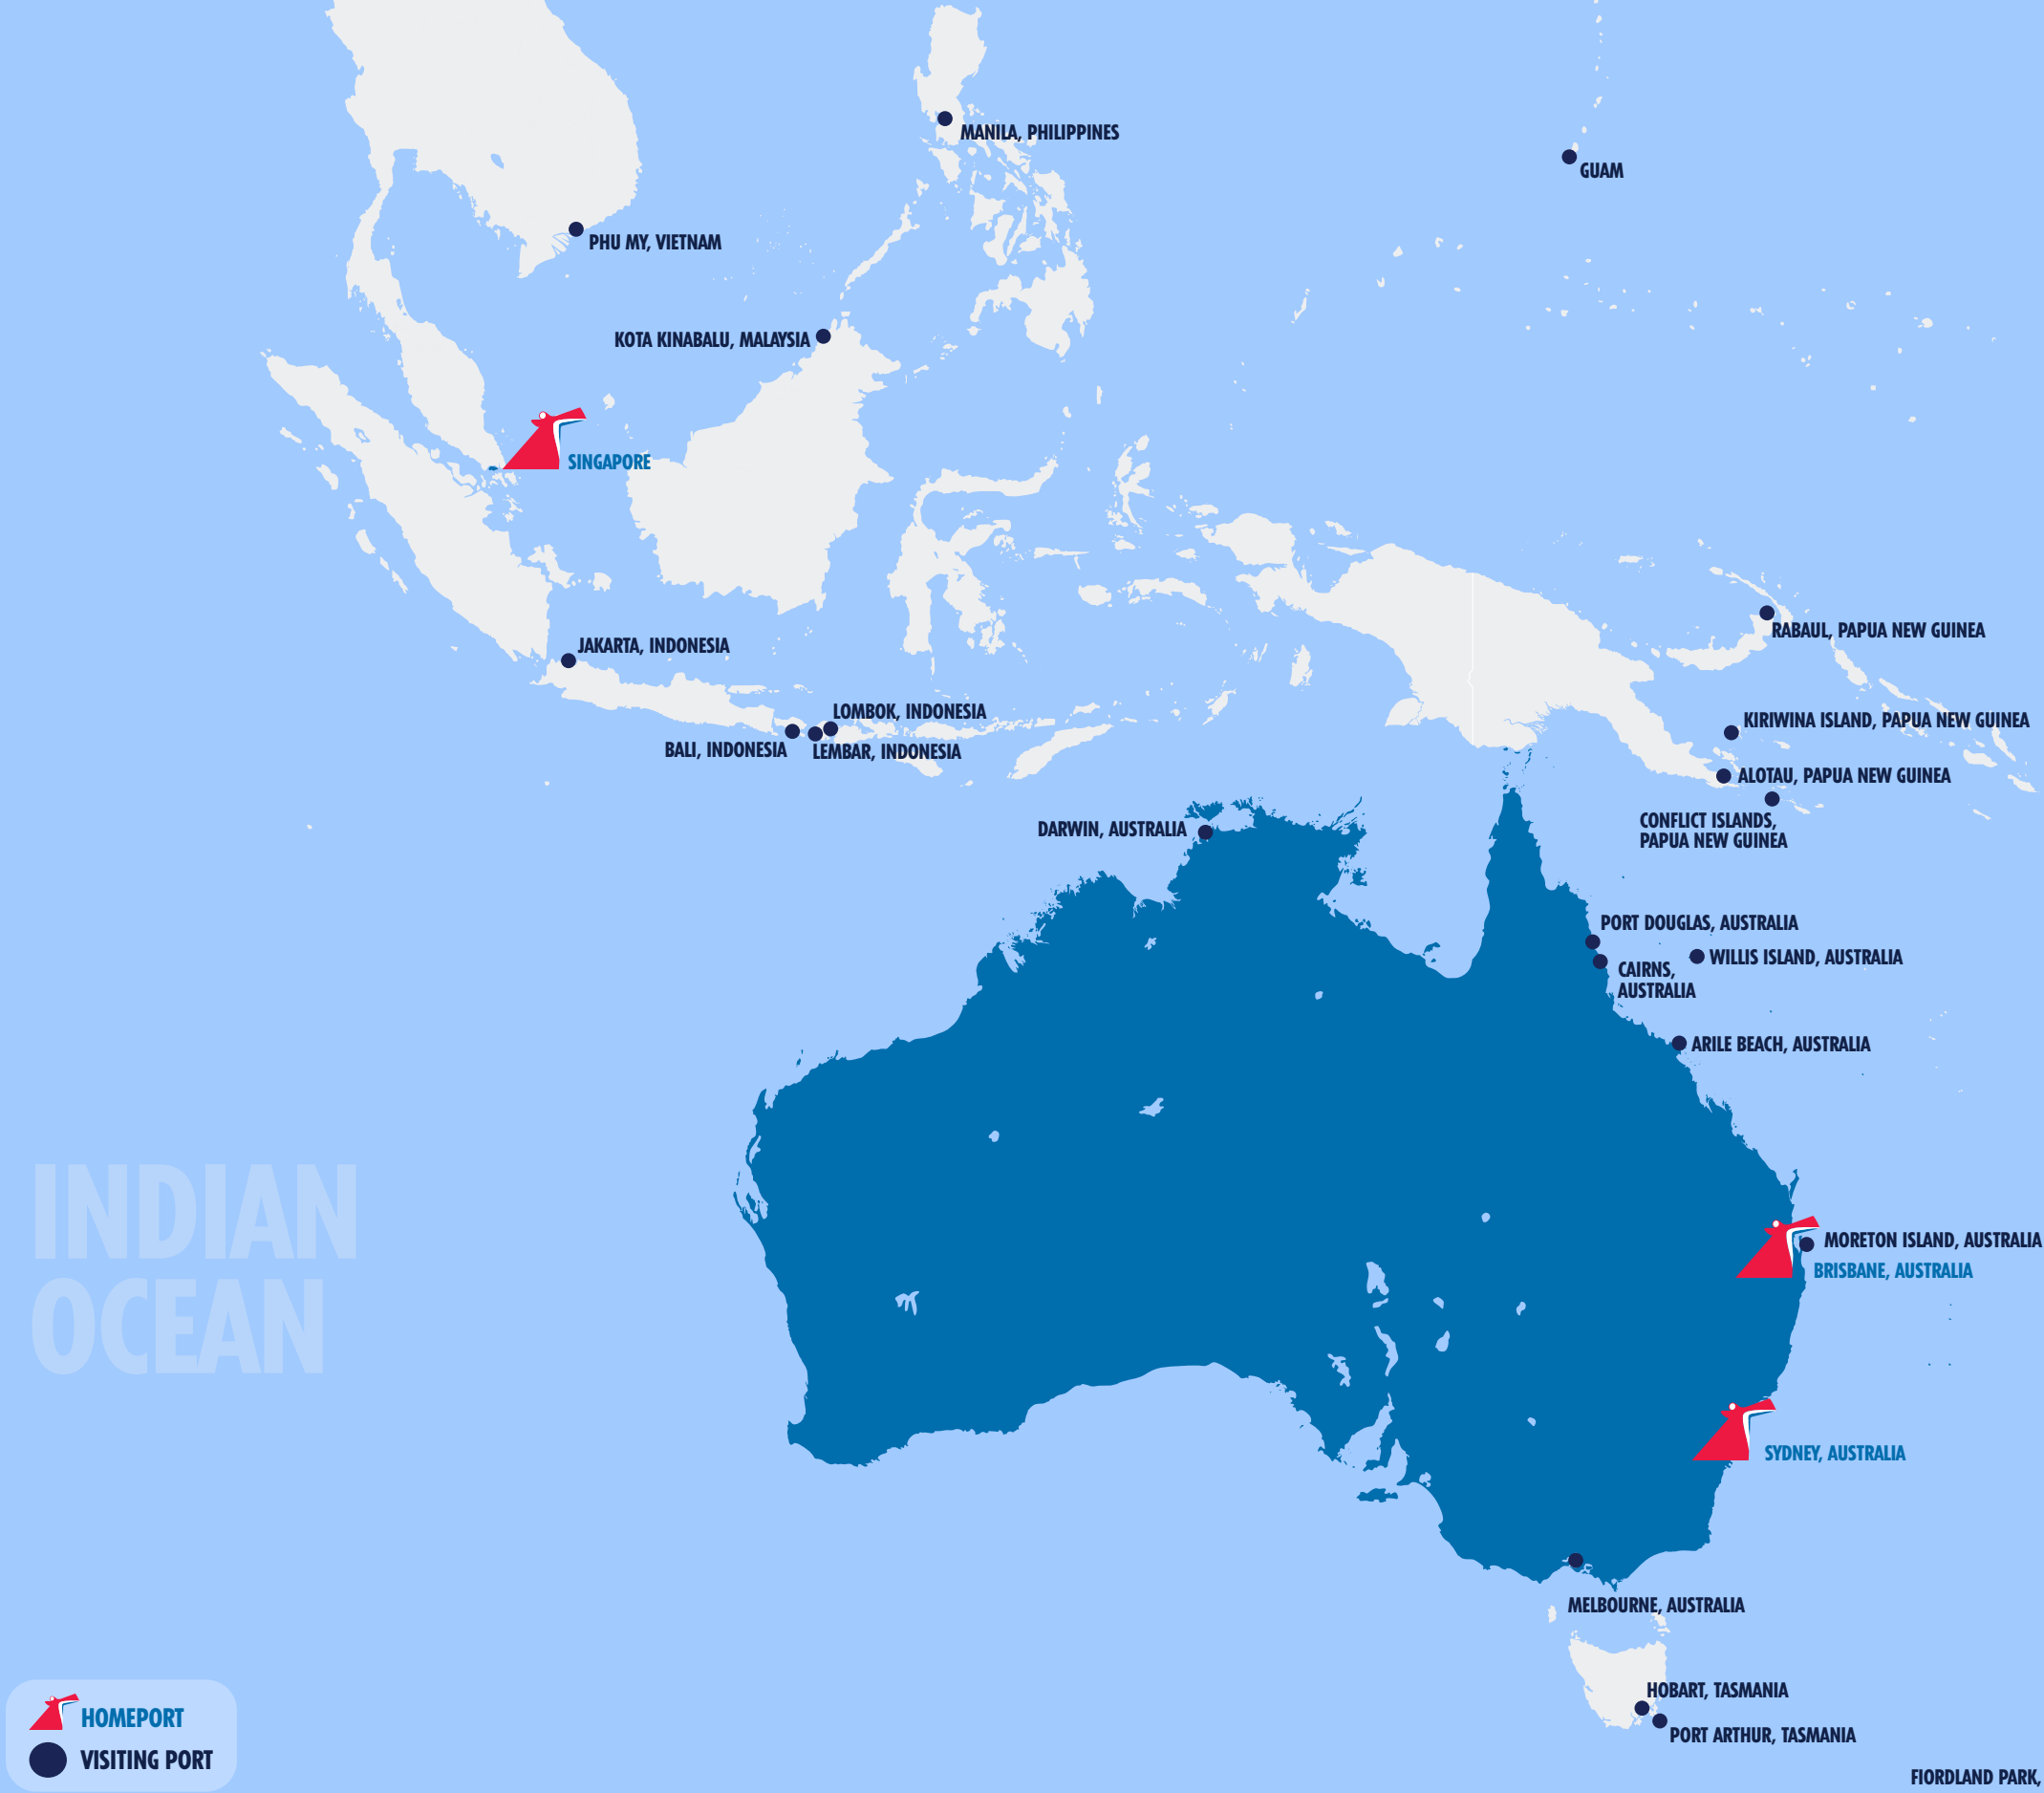 MANILA, PHILIPPINES
GUAM
PHU MY, VIETNAM
KOTA KINABALU, MALAYSIA
SINGAPORE
RABAUL, PAPUA NEW GUINEA
JAKARTA, INDONESIA
LOMBOK, INDONESIA
KIRIWINA ISLAND, PAPUA NEW GUINEA
BALI, INDONESIA
LEMBAR, INDONESIA
ALOTAU, PAPUA NEW GUINEA
CONFLICT ISLANDS,
PAPUA NEW GUINEA
DARWIN, AUSTRALIA
PORT DOUGLAS, AUSTRALIA
WILLIS ISLAND, AUSTRALIA
CAIRNS,
AUSTRALIA
ARILE BEACH, AUSTRALIA
INDIAN
OCEAN
MORETON ISLAND, AUSTRALIA
BRISBANE, AUSTRALIA
SYDNEY, AUSTRALIA
MELBOURNE, AUSTRALIA
HOBART, TASMANIA
PORT ARTHUR, TASMANIA
HOMEPORT
VISITING PORT
FIORDLAND PARK,